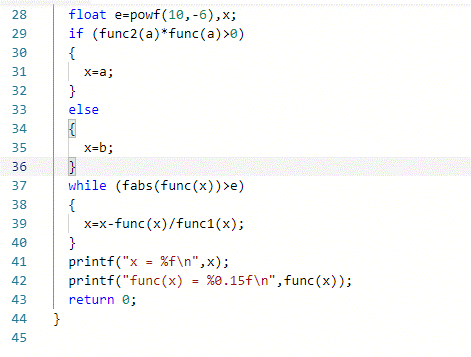 28 float e=powf(10,-6),x;
29 if (func2(a)*func(a)>0)
30 {
31 x=a;
32 }
33 else
34 {
35 x=b;
36 }
37 while (fabs(func(x))>e)
38 {
39 x=x-func(x)/func1(x);
40 }
41 printf("x = %f\n",x);
42 printf("func(x) = %0.15f\n",func(x));
43 return 0;
44 }
45